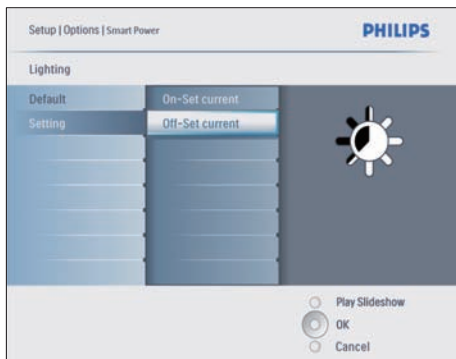 Setup | Options | Smart Power
PHILIPS
Lighting
Default
On-Set current
Setting
Off-Set current
Play Slideshow
OK
Cancel